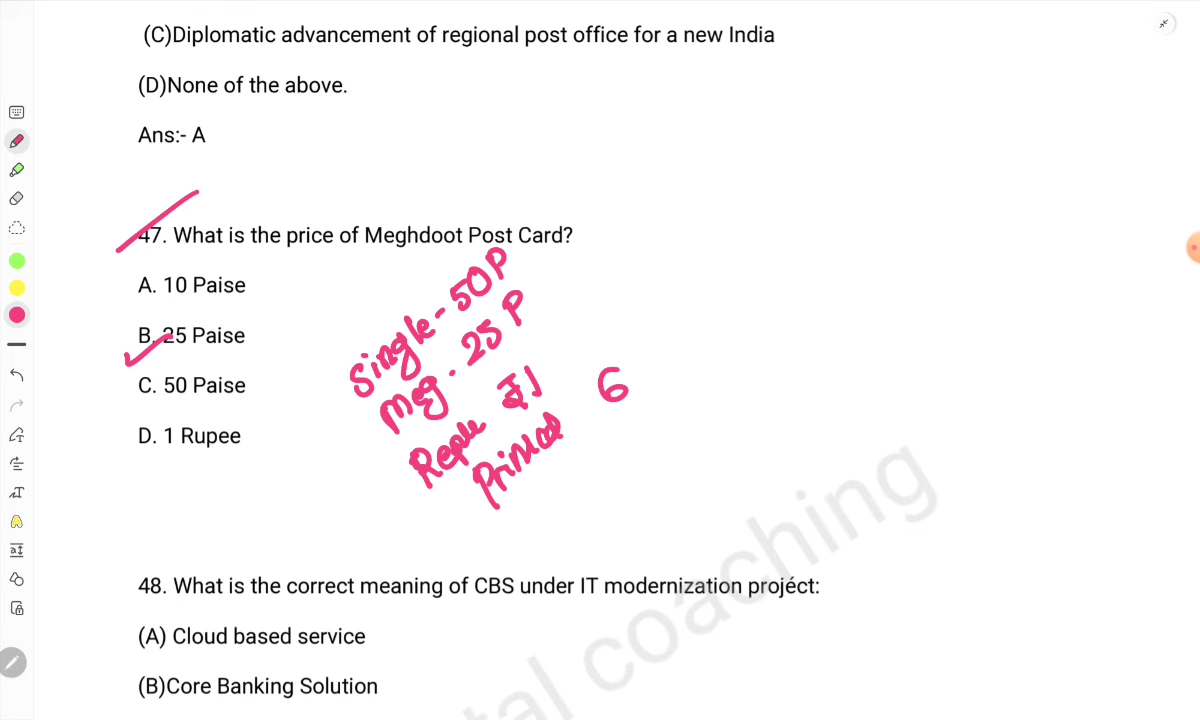 (C)Diplomatic advancement of regional post office for a new India
(D)None of the above.
Ans:- A
47. What is the price of Meghdoot Post Card?
A. 10 Paise
B. 25 Paise
C. 50 Paise
D. 1 Rupee
Single - 50P
Meg. 25 P
₹1
6
48. What is the correct meaning of CBS under IT modernization projéct:
(A) Cloud based service
(B)Core Banking Solution
tal coaching